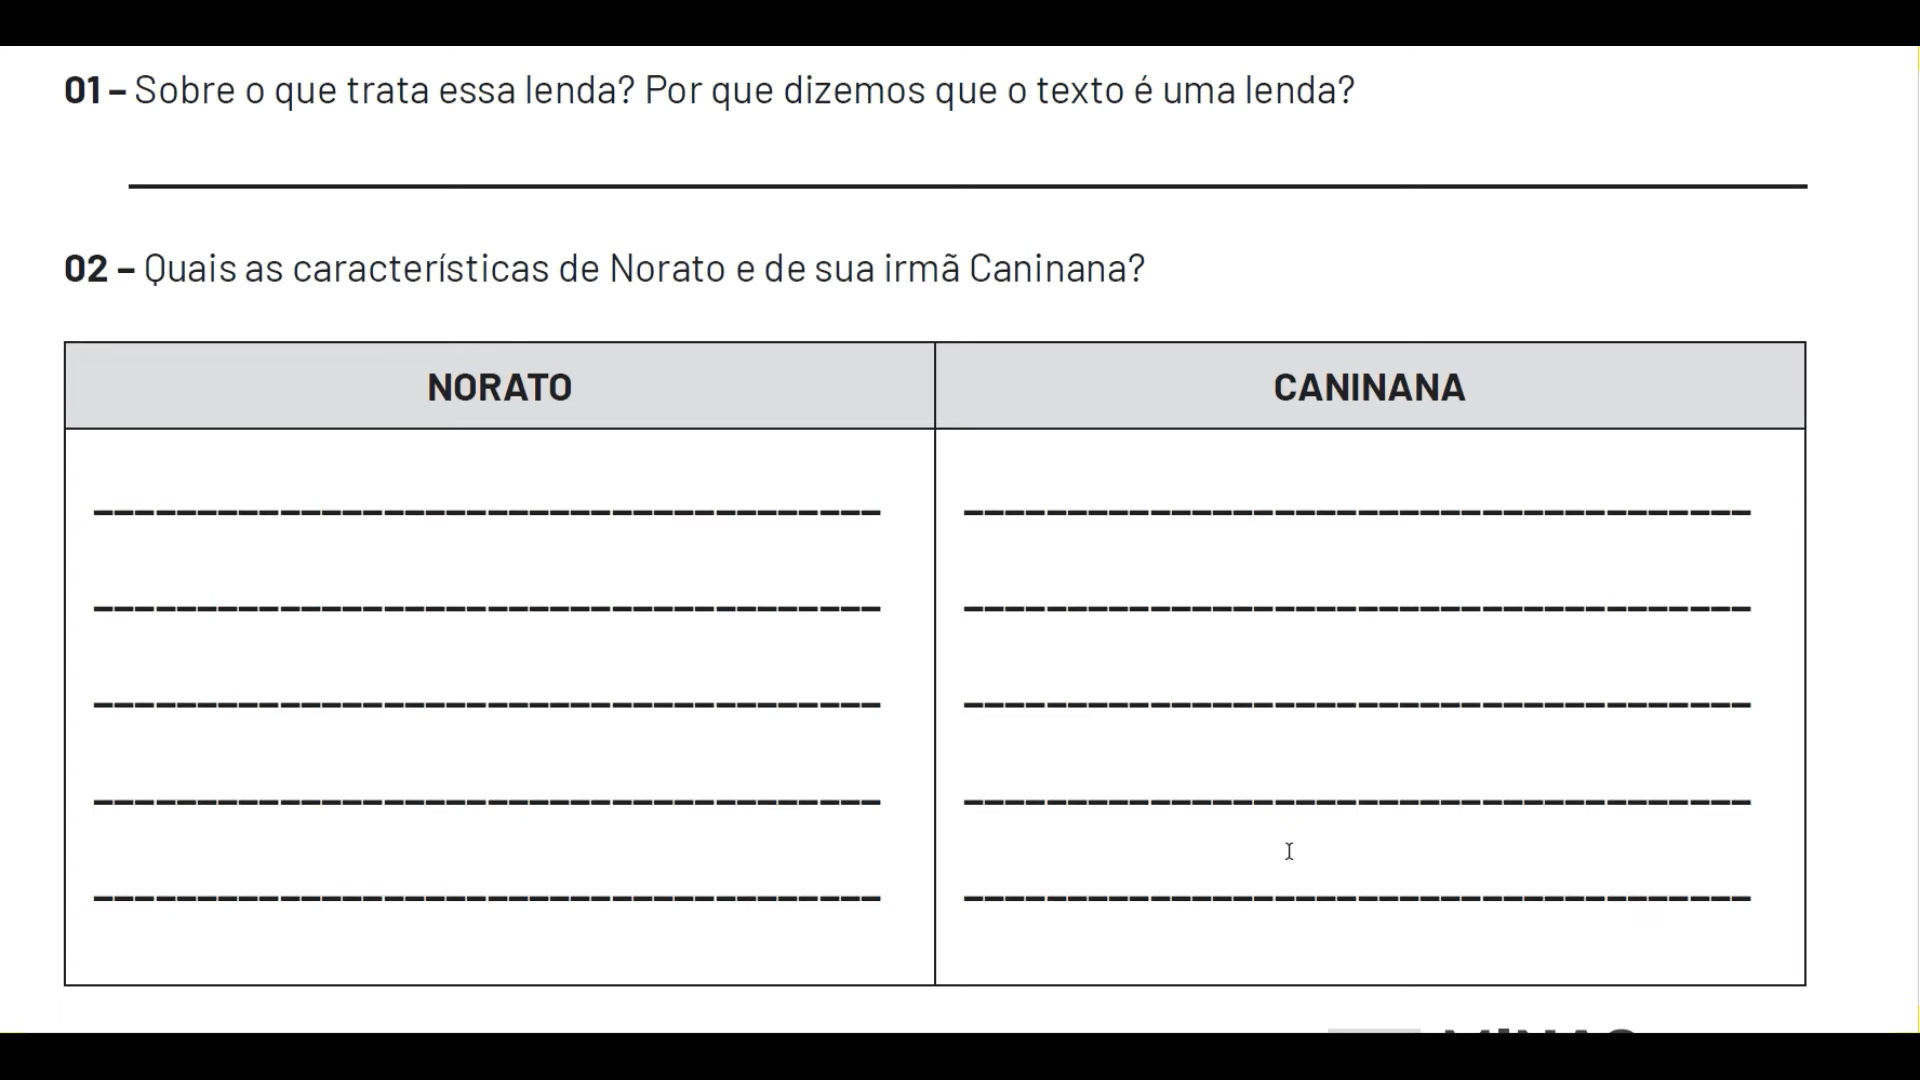 01 – Sobre o que trata essa lenda? Por que dizemos que o texto é uma lenda?
02 – Quais as características de Norato e de sua irmã Caninana?
NORATO
CANINANA